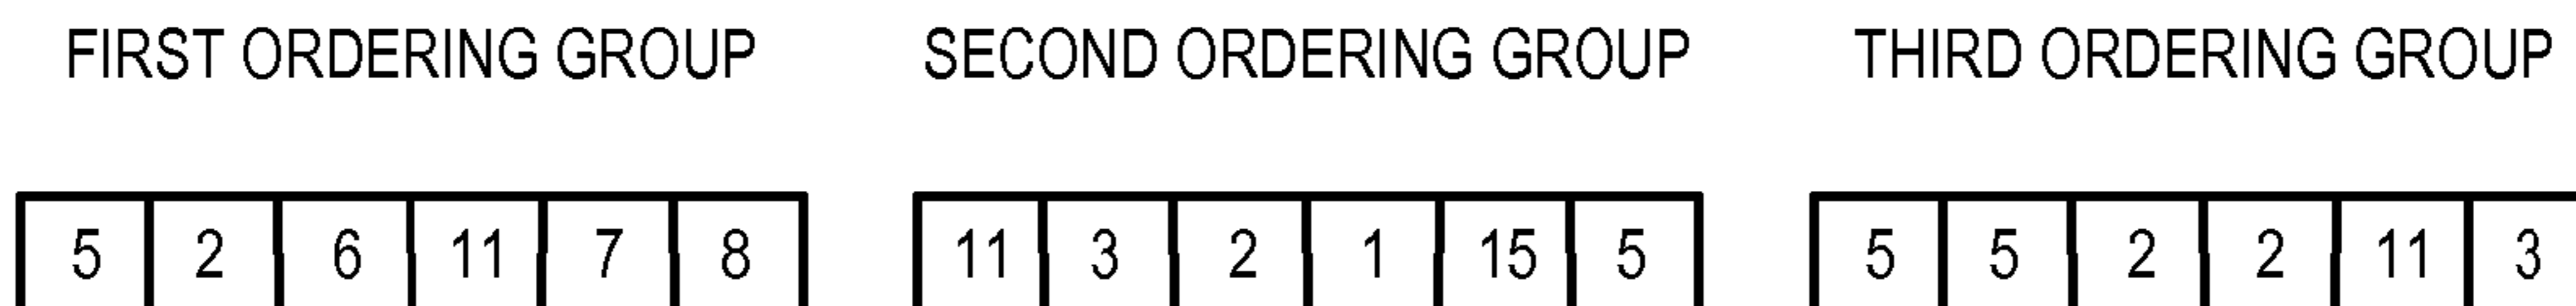 FIRST ORDERING GROUP SECOND ORDERING GROUP THIRD ORDERING GROUP
5 2 6 11 7 8 11 3 2 1 15 5 5 5 2 2 11 3